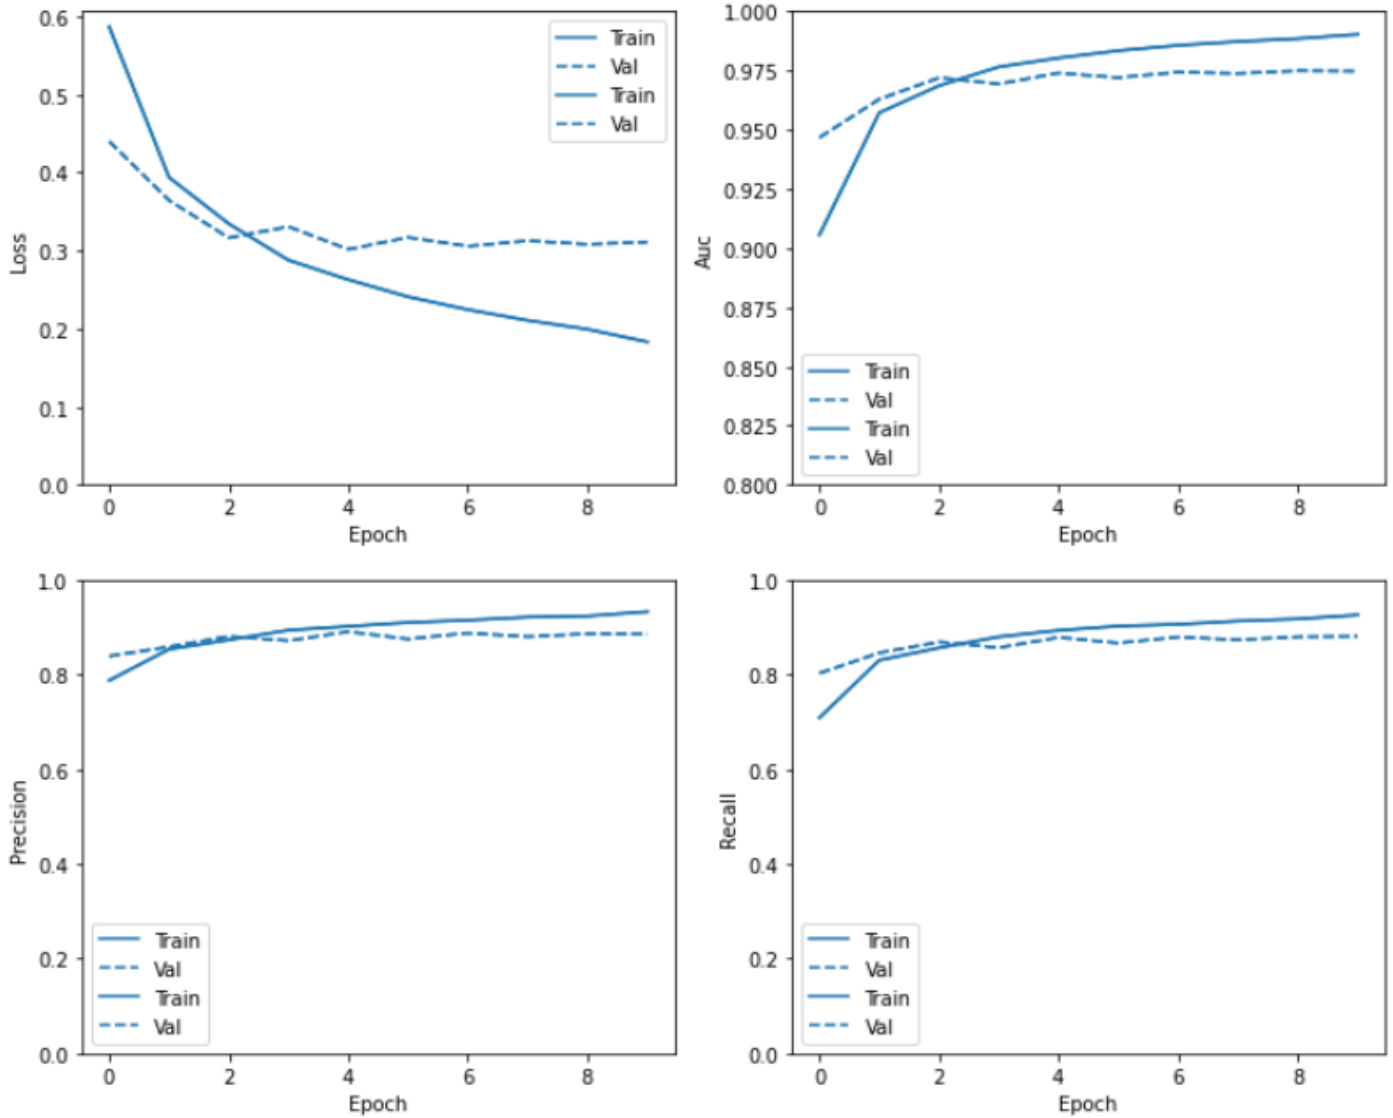 0.6
0.5
0.4
0.3
0.2
0.1
0.0
Loss
Train
Val
Train
Val
0 2 4 6 8
Epoch
1.000
0.975
0.950
0.925
0.900
0.875
0.850
0.825
0.800
Auc
Train
Val
Train
Val
0 2 4 6 8
Epoch
1.0
0.8
0.6
0.4
0.2
0.0
Precision
Train
Val
Train
Val
0 2 4 6 8
Epoch
1.0
0.8
0.6
0.4
0.2
0.0
Recall
Train
Val
Train
Val
0 2 4 6 8
Epoch